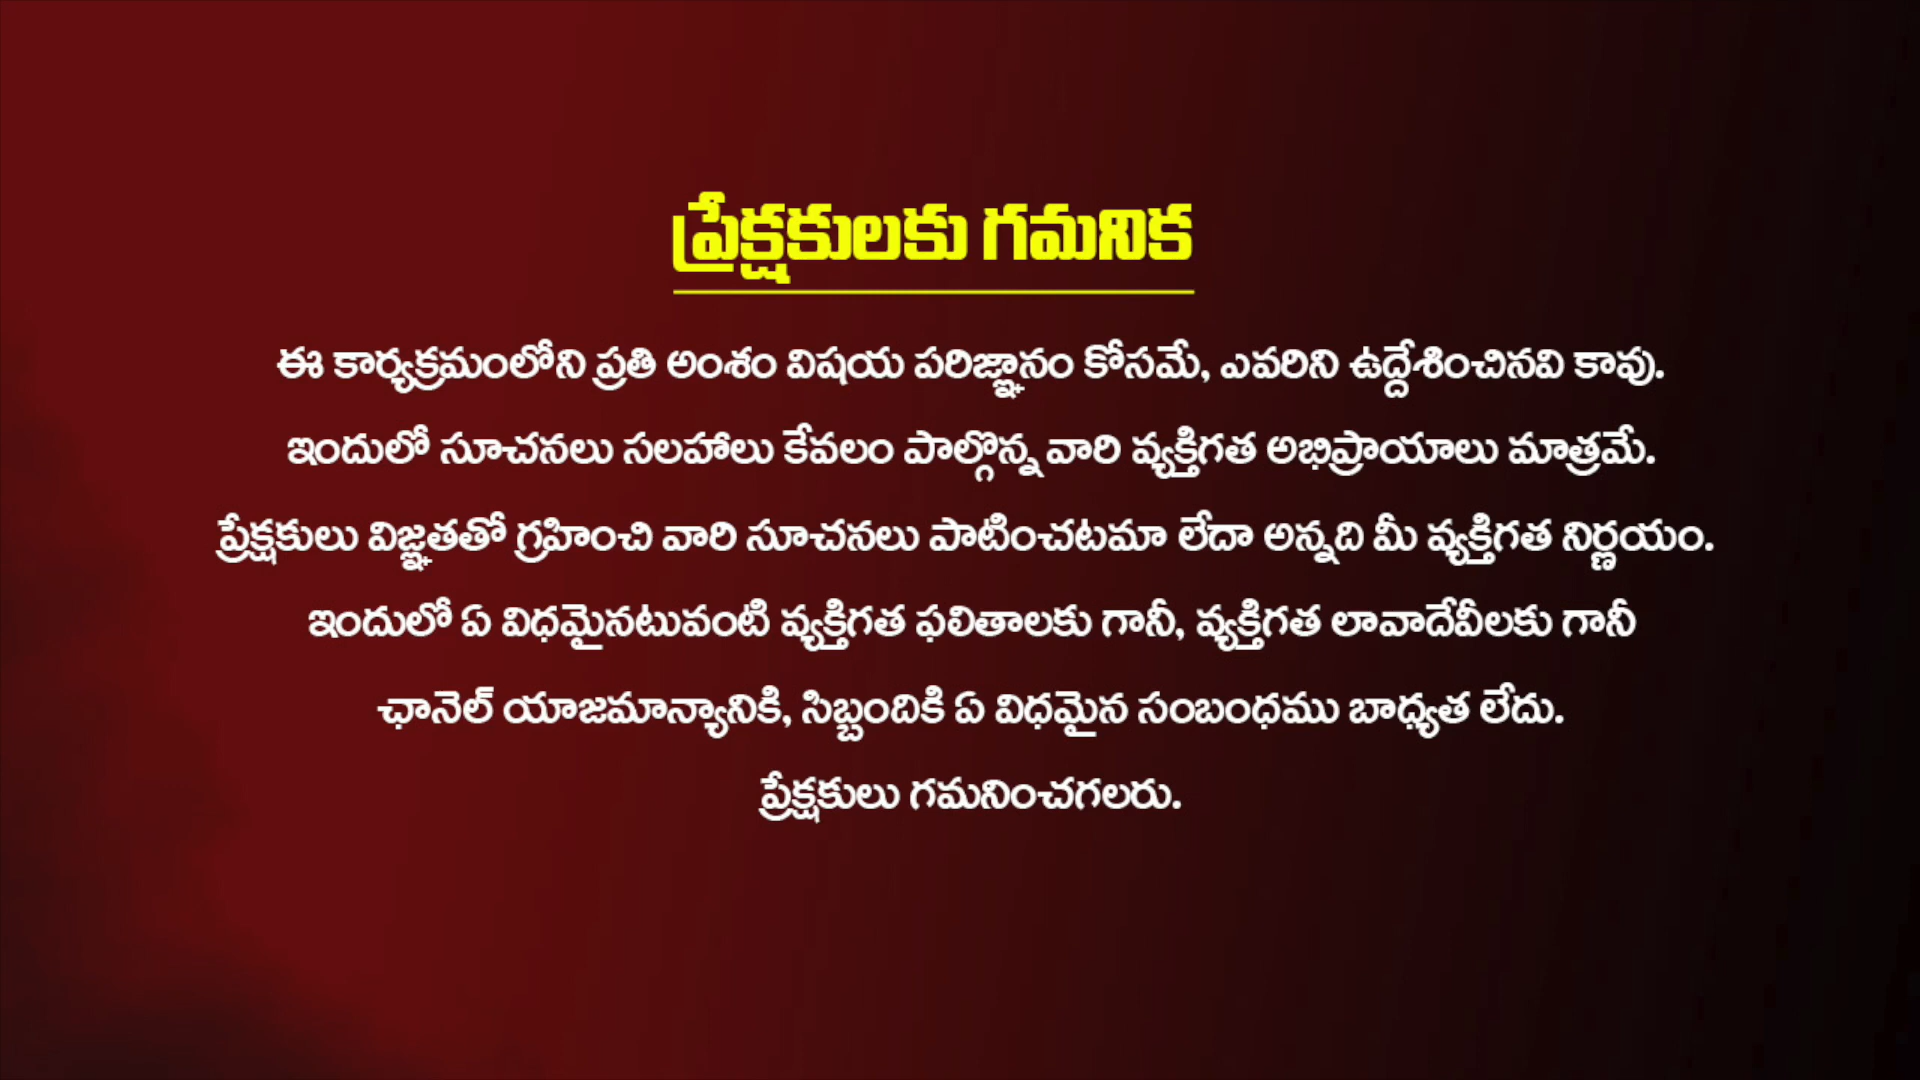 ప్రేక్షకులకు గమనిక
ఈ కార్యక్రమంలోని ప్రతి అంశం విషయ పరిజ్ఞానం కోసమే, ఎవరిని ఉద్దేశించినవి కావు.
ఇందులో సూచనలు సలహాలు కేవలం పాల్గొన్న వారి వ్యక్తిగత అభిప్రాయాలు మాత్రమే.
ప్రేక్షకులు విజ్ఞతతో గ్రహించి వారి సూచనలు పాటించటమా లేదా అన్నది మీ వ్యక్తిగత నిర్ణయం.
ఇందులో ఏ విధమైనటువంటి వ్యక్తిగత ఫలితాలకు గానీ, వ్యక్తిగత లావాదేవీలకు గానీ
ఛానెల్ యాజమాన్యానికి, సిబ్బందికి ఏ విధమైన సంబంధము బాధ్యత లేదు.
ప్రేక్షకులు గమనించగలరు.